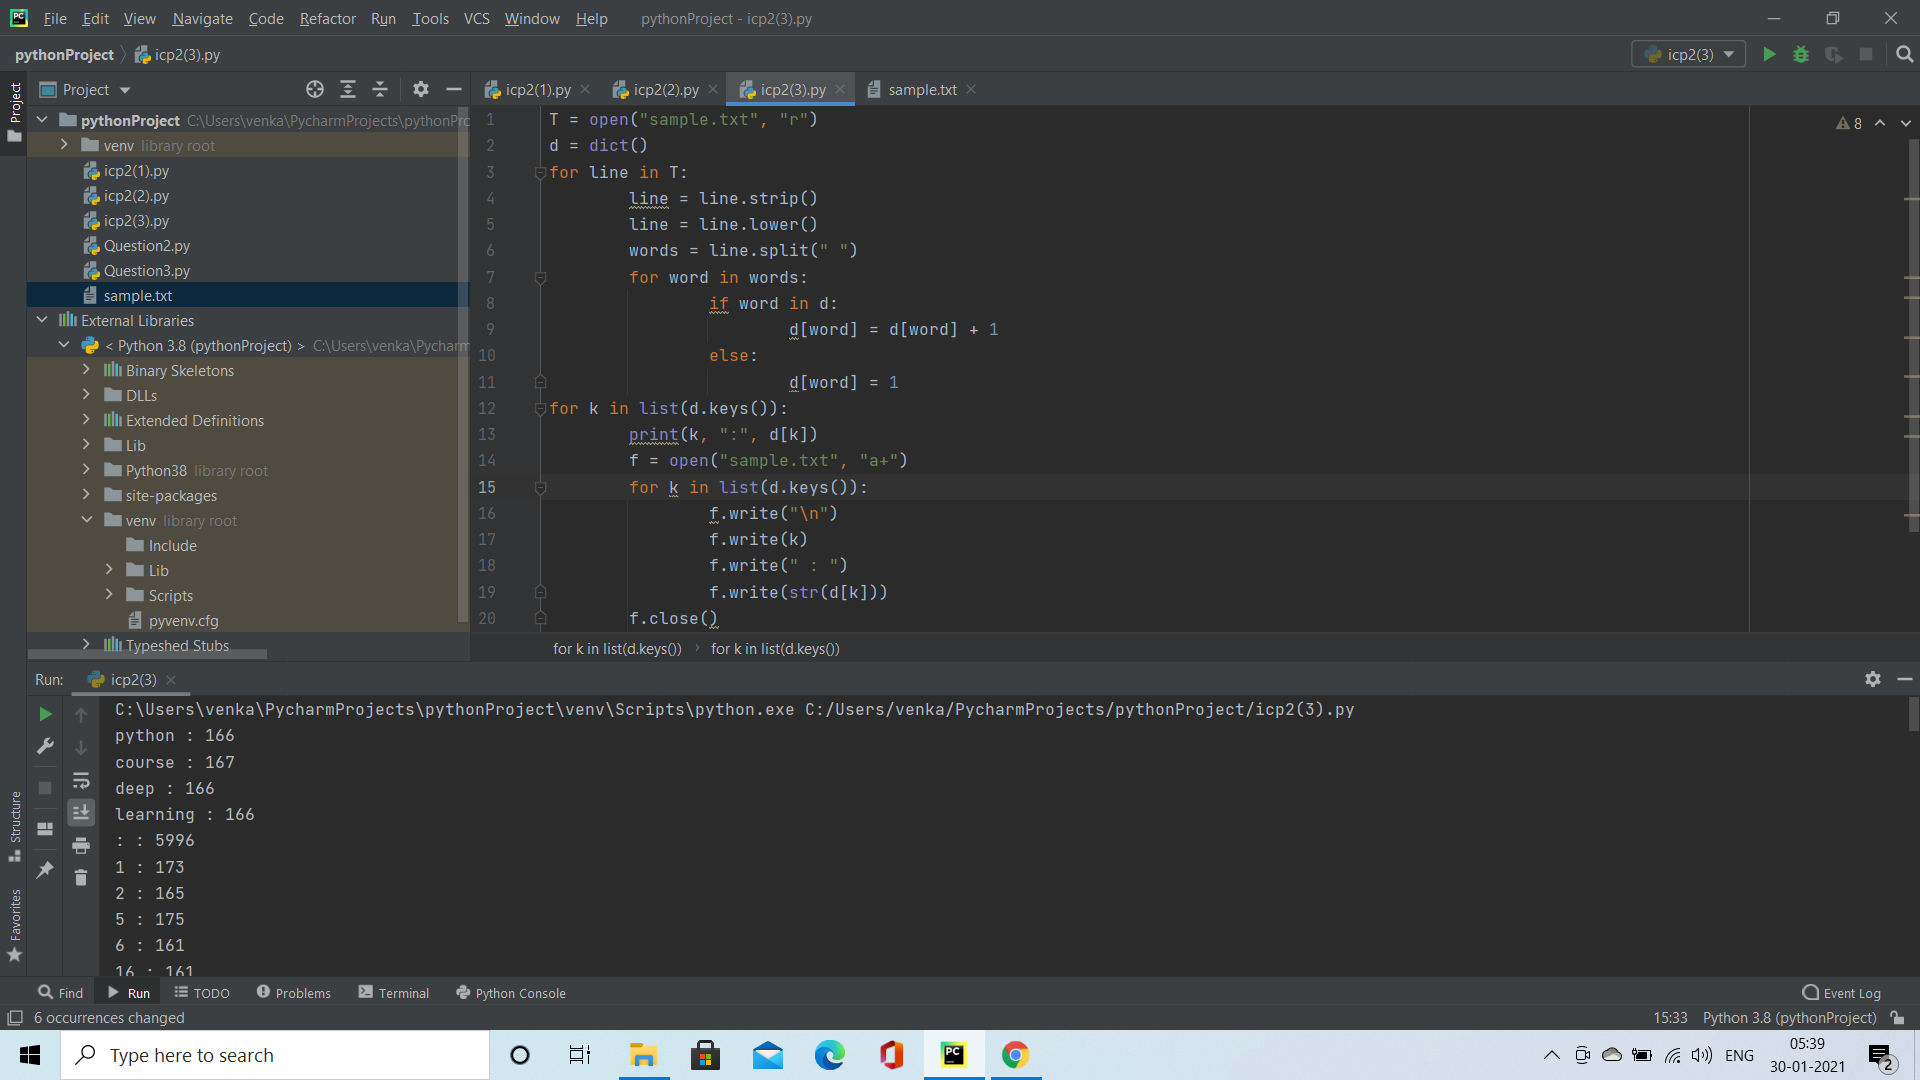 PC File Edit View Navigate Code Refactor Run Tools VCS Window Help pythonProject - icp2(3).py
pythonProject icp2(3).py icp2(3)
Project
Project
icp2(1).py icp2(2).py icp2(3).py sample.txt
pythonProject C:\Users\venka\PycharmProjects\pythonPrc
venv library root
icp2(1).py
icp2(2).py
icp2(3).py
Question2.py
Question3.py
sample.txt
External Libraries
< Python 3.8 (pythonProject) > C:\Users\venka\Pycharm
Binary Skeletons
DLLs
Extended Definitions
Lib
Python38 library root
site-packages
venv library root
Include
Lib
Scripts
pyvenv.cfg
Typeshed Stubs
8
1 T = open("sample.txt", "r")
2 d = dict()
3 for line in T:
4 line = line.strip()
5 line = line.lower()
6 words = line.split(" ")
7 for word in words:
8 if word in d:
9 d[word] = d[word] + 1
10 else:
11 d[word] = 1
12 for k in list(d.keys()):
13 print(k, ":", d[k])
14 f = open("sample.txt", "a+")
15 for k in list(d.keys()):
16 f.write("\n")
17 f.write(k)
18 f.write(" : ")
19 f.write(str(d[k]))
20 f.close()
for k in list(d.keys()) for k in list(d.keys())
Run: icp2(3)
C:\Users\venka\PycharmProjects\pythonProject\venv\Scripts\python.exe C:/Users/venka/PycharmProjects/pythonProject/icp2(3).py
python : 166
course : 167
deep : 166
learning : 166
: : 5996
1 : 173
2 : 165
5 : 175
6 : 161
16 : 161
Structure
Favorites
Find Run TODO Problems Terminal Python Console Event Log
6 occurrences changed 15:33 Python 3.8 (pythonProject)
Type here to search PC ENG 05:39
30-01-2021
2